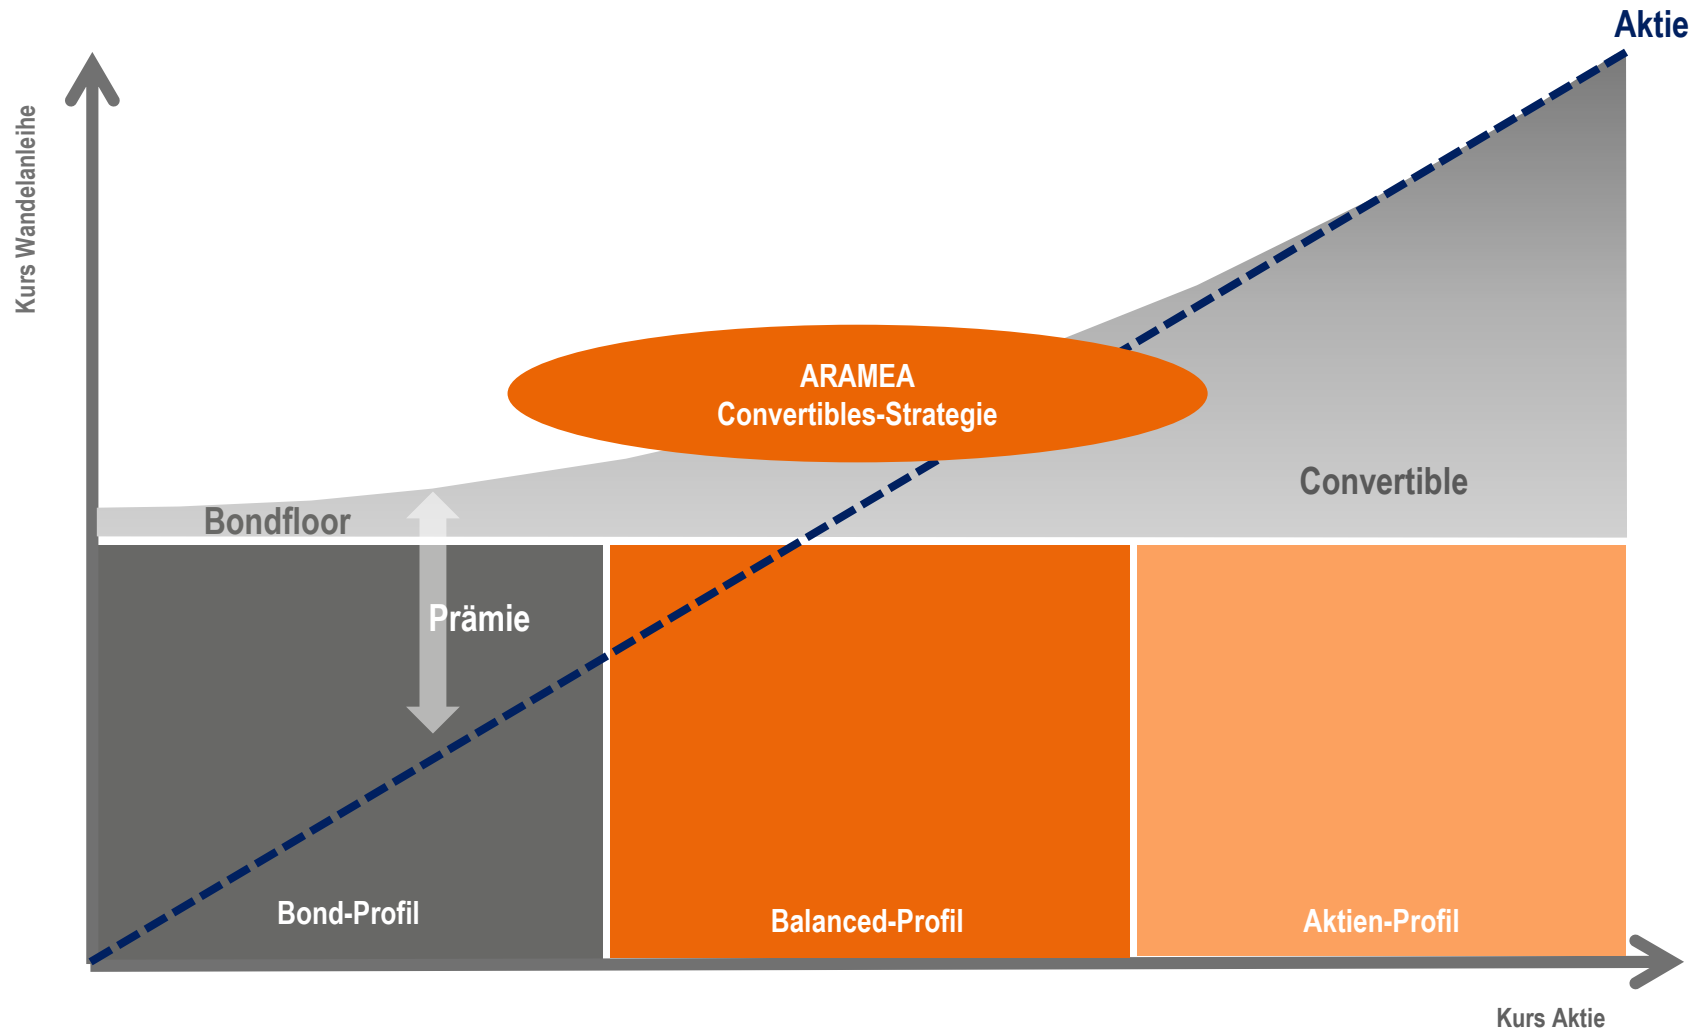 Aktie
Kurs Wandelanleihe
ARAMEA
Convertibles-Strategie
Convertible
Bondfloor
Prämie
Bond-Profil
Balanced-Profil
Aktien-Profil
Kurs Aktie